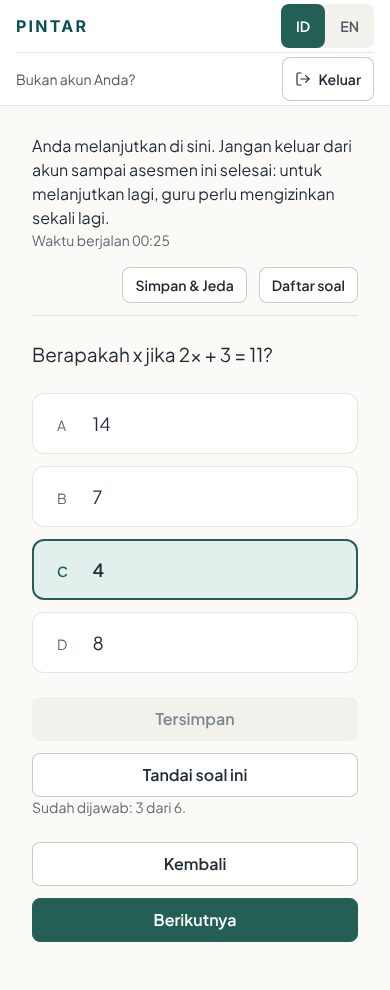 PINTAR
ID EN
Bukan akun Anda?
Keluar
Anda melanjutkan di sini. Jangan keluar dari
akun sampai asesmen ini selesai: untuk
melanjutkan lagi, guru perlu mengizinkan
sekali lagi.
Waktu berjalan 00:25
Simpan & Jeda
Daftar soal
Berapakah x jika 2x + 3 = 11?
A 14
B 7
C 4
D 8
Tersimpan
Tandai soal ini
Sudah dijawab: 3 dari 6.
Kembali
Berikutnya